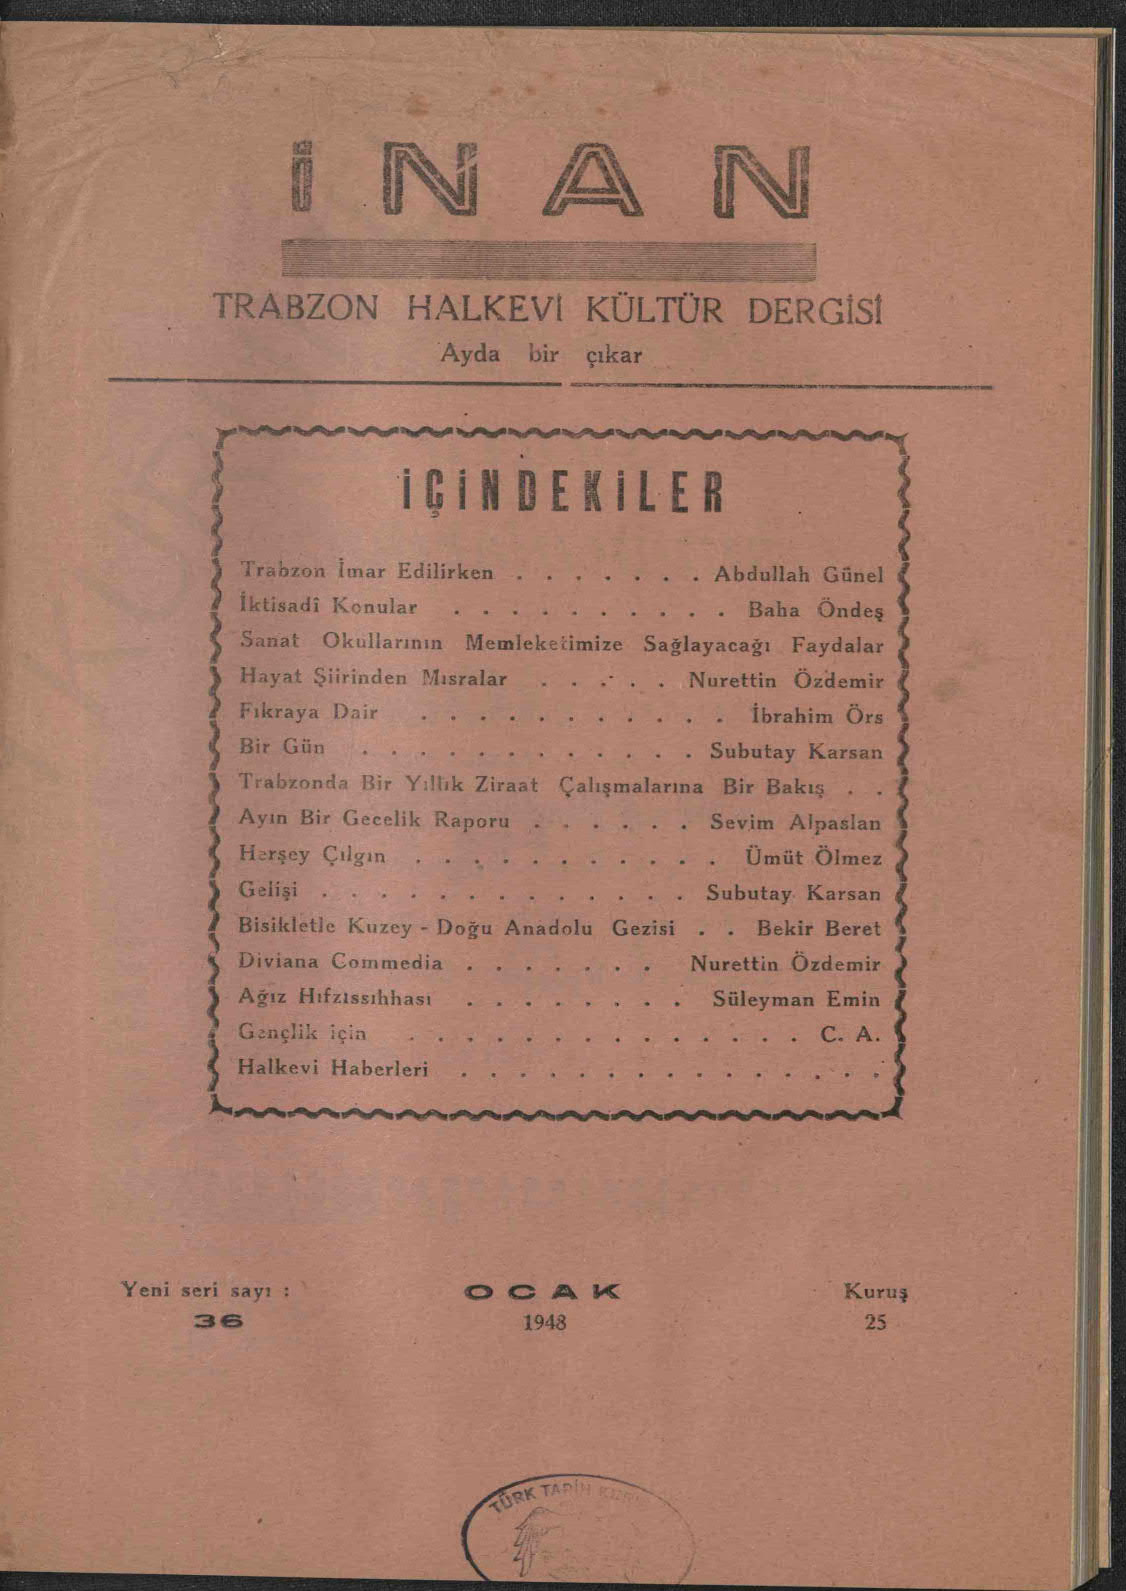 İNAN
TRABZON HALKEVİ KÜLTÜR DERGİSİ
Ayda bir çıkar
İÇİNDEKİLER
Trabzon İmar Edilirken . . . . . . . Abdullah Günel
İktisadî Konular . . . . . . . . . . Baha Öndeş
Sanat Okullarının Memleketimize Sağlayacağı Faydalar
Hayat Şiirinden Mısralar . . . . . Nurettin Özdemir
Fıkraya Dair . . . . . . . . . . . İbrahim Örs
Bir Gün . . . . . . . . . . . . Subutay Karsan
Trabzonda Bir Yıllık Ziraat Çalışmalarına Bir Bakış . .
Ayın Bir Gecelik Raporu . . . . . . Sevim Alpaslan
Herşey Çılgın . . . . . . . . . . . Ümüt Ölmez
Gelişi . . . . . . . . . . . . . Subutay Karsan
Bisikletle Kuzey - Doğu Anadolu Gezisi . . Bekir Beret
Diviana Commedia . . . . . . . Nurettin Özdemir
Ağız Hıfzıssıhhası . . . . . . . . Süleyman Emin
Gençlik için . . . . . . . . . . . . . . C. A.
Halkevi Haberleri . . . . . . . . . . . . . . .
Yeni seri sayı :
36
OCAK
1948
Kuruş
25
TÜRK TARİH